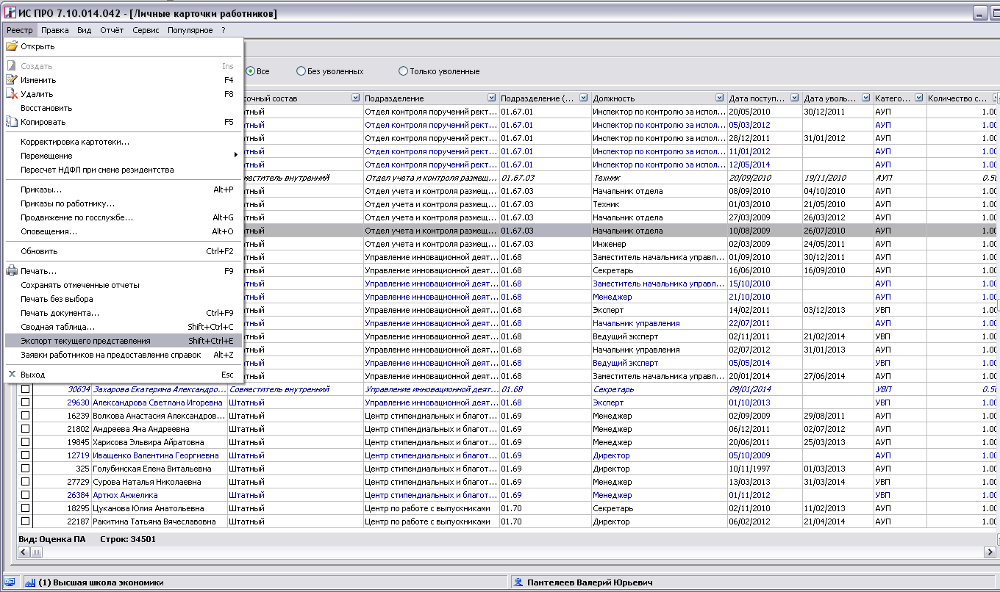 ИС ПРО 7.10.014.042 - [Личные карточки работников]
Реестр Правка Вид Отчёт Сервис Популярное ?
Открыть
Создать Ins
Изменить F4
Удалить F8
Восстановить
Копировать F5
Корректировка картотеки...
Перемещение
Пересчет НДФЛ при смене резидентства
Приказы... Alt+P
Приказы по работнику...
Продвижение по госслужбе... Alt+G
Оповещения... Alt+O
Обновить Ctrl+F2
Печать... F9
Сохранять отмеченные отчеты
Печать без выбора
Печать документа... Ctrl+F9
Сводная таблица... Shift+Ctrl+C
Экспорт текущего представления Shift+Ctrl+E
Заявки работников на предоставление справок Alt+Z
Выход Esc
Все Без уволенных Только уволенные
очный состав Подразделение Подразделение (... Должность Дата поступ... Дата уволь... Катего... Количество с...
тный Отдел контроля поручений рект... 01.67.01 Инспектор по контролю за испол... 20/05/2010 30/12/2011 АУП 1.00
тный Отдел контроля поручений рект... 01.67.01 Инспектор по контролю за испол... 05/03/2012 АУП 1.00
тный Отдел контроля поручений рект... 01.67.01 Инспектор по контролю за испол... 28/12/2011 31/01/2012 АУП 1.00
тный Отдел контроля поручений рект... 01.67.01 Инспектор по контролю за испол... 11/01/2012 АУП 1.00
тный Отдел контроля поручений рект... 01.67.01 Инспектор по контролю за испол... 12/05/2014 АУП 1.00
меститель внутренний Отдел учета и контроля размещ... 01.67.03 Техник 20/09/2010 19/11/2010 АУП 0.50
тный Отдел учета и контроля размещ... 01.67.03 Начальник отдела 08/09/2010 04/10/2010 АУП 1.00
тный Отдел учета и контроля размещ... 01.67.03 Техник 01/03/2010 21/05/2010 АУП 1.00
тный Отдел учета и контроля размещ... 01.67.03 Начальник отдела 27/03/2009 26/03/2012 АУП 1.00
тный Отдел учета и контроля размещ... 01.67.03 Начальник отдела 10/08/2009 26/07/2010 АУП 1.00
тный Отдел учета и контроля размещ... 01.67.03 Инженер 02/03/2009 24/05/2011 АУП 1.00
тный Управление инновационной деят... 01.68 Заместитель начальника управл... 01/09/2010 30/12/2011 АУП 1.00
тный Управление инновационной деят... 01.68 Секретарь 16/06/2010 16/09/2010 АУП 1.00
тный Управление инновационной деят... 01.68 Заместитель начальника управл... 15/10/2010 АУП 1.00
тный Управление инновационной деят... 01.68 Менеджер 21/10/2010 АУП 1.00
тный Управление инновационной деят... 01.68 Эксперт 14/02/2011 03/12/2013 УВП 1.00
тный Управление инновационной деят... 01.68 Начальник управления 22/07/2011 АУП 1.00
тный Управление инновационной деят... 01.68 Ведущий эксперт 02/11/2011 21/02/2014 УВП 1.00
тный Управление инновационной деят... 01.68 Начальник управления 02/07/2012 31/01/2013 АУП 1.00
тный Управление инновационной деят... 01.68 Ведущий эксперт 05/05/2014 УВП 1.00
тный Управление инновационной деят... 01.68 Заместитель начальника управл... 20/01/2014 27/06/2014 АУП 1.00
30634 Захарова Екатерина Александро... Совместитель внутренний Управление инновационной деят... 01.68 Секретарь 09/01/2014 УВП 0.50
29630 Александрова Светлана Игоревна Штатный Управление инновационной деят... 01.68 Эксперт 01/10/2013 УВП 1.00
16239 Волкова Анастасия Александров... Штатный Центр стипендиальных и благот... 01.69 Менеджер 02/09/2009 29/08/2011 АУП 1.00
21802 Андреева Яна Андреевна Штатный Центр стипендиальных и благот... 01.69 Менеджер 06/12/2011 02/07/2012 АУП 1.00
19845 Харисова Эльвира Айратовна Штатный Центр стипендиальных и благот... 01.69 Менеджер 20/06/2011 25/03/2013 АУП 1.00
12719 Иващенко Валентина Георгиевна Штатный Центр стипендиальных и благот... 01.69 Директор 05/10/2009 АУП 1.00
325 Голубинская Елена Витальевна Штатный Центр стипендиальных и благот... 01.69 Директор 10/11/1997 01/03/2013 АУП 1.00
27729 Сурова Наталья Николаевна Штатный Центр стипендиальных и благот... 01.69 Менеджер 13/03/2013 31/03/2014 УВП 1.00
26384 Артюх Анжелика Штатный Центр стипендиальных и благот... 01.69 Менеджер 01/11/2012 УВП 1.00
18295 Цуканова Юлия Анатольевна Штатный Центр по работе с выпускниками 01.70 Секретарь 02/11/2010 11/02/2013 АУП 1.00
22187 Ракитина Татьяна Вячеславовна Штатный Центр по работе с выпускниками 01.70 Директор 06/02/2012 21/04/2014 АУП 1.00
Вид: Оценка ПА Строк: 34501
(1) Высшая школа экономики Пантелеев Валерий Юрьевич